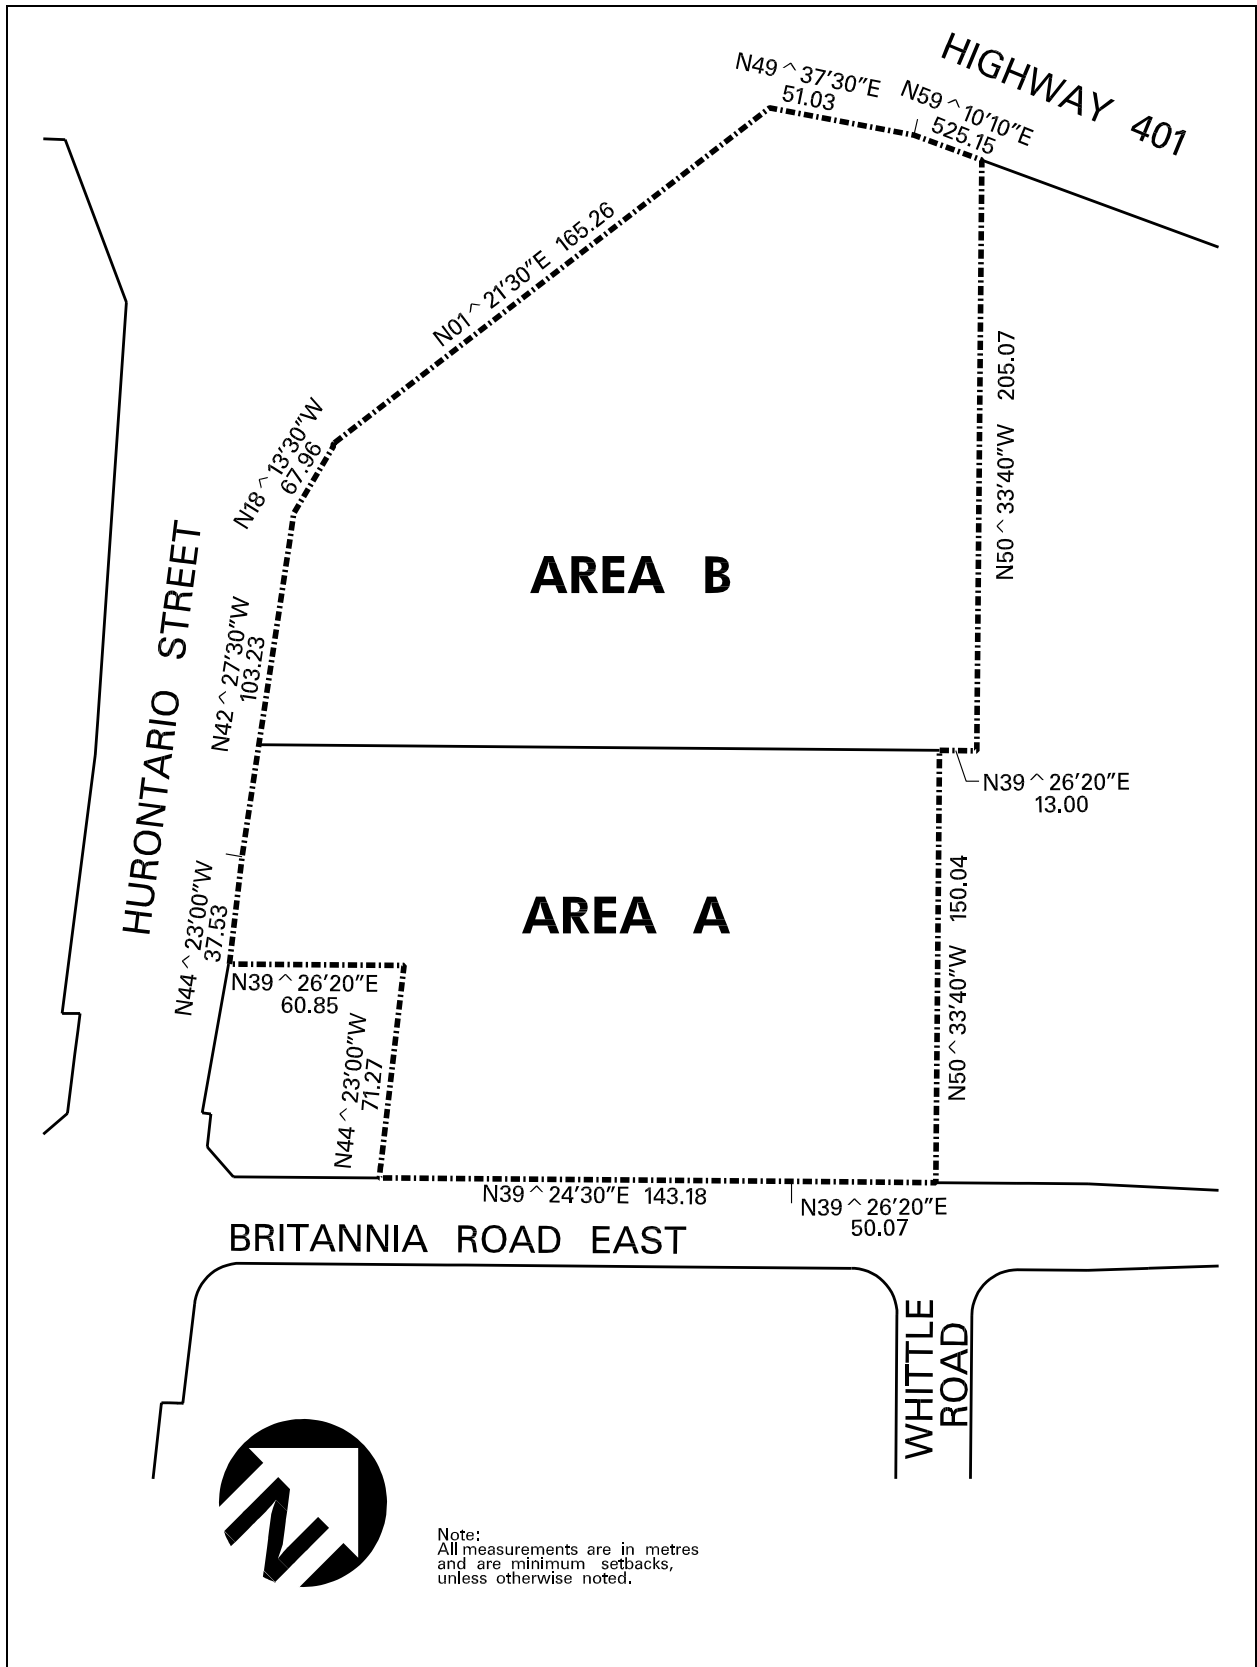 HIGHWAY 401
N49^37'30"E
51.03
N59^10'10"E
525.15
N01^21'30"E 165.26
N18^13'30"W
67.96
N50^33'40"W 205.07
AREA B
HURONTARIO STREET
N42^27'30"W
103.23
N39^26'20"E
13.00
N44^23'00"W
37.53
AREA A
N50^33'40"W 150.04
N39^26'20"E
60.85
N44^23'00"W
71.27
N39^24'30"E 143.18
N39^26'20"E
50.07
BRITANNIA ROAD EAST
WHITTLE
ROAD
N
Note:
All measurements are in metres
and are minimum setbacks,
unless otherwise noted.